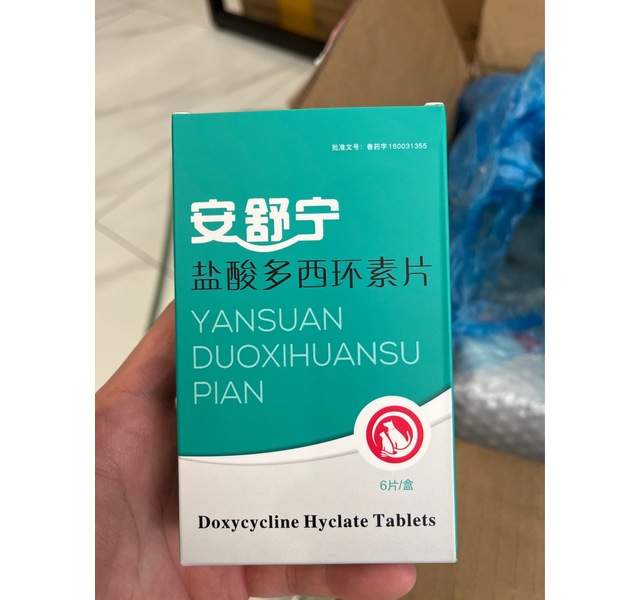 批准文号：兽药字160031355
安舒宁
盐酸多西环素片
YANSUAN
DUOXIHUANSU
PIAN
6片/盒
Doxycycline Hyclate Tablets